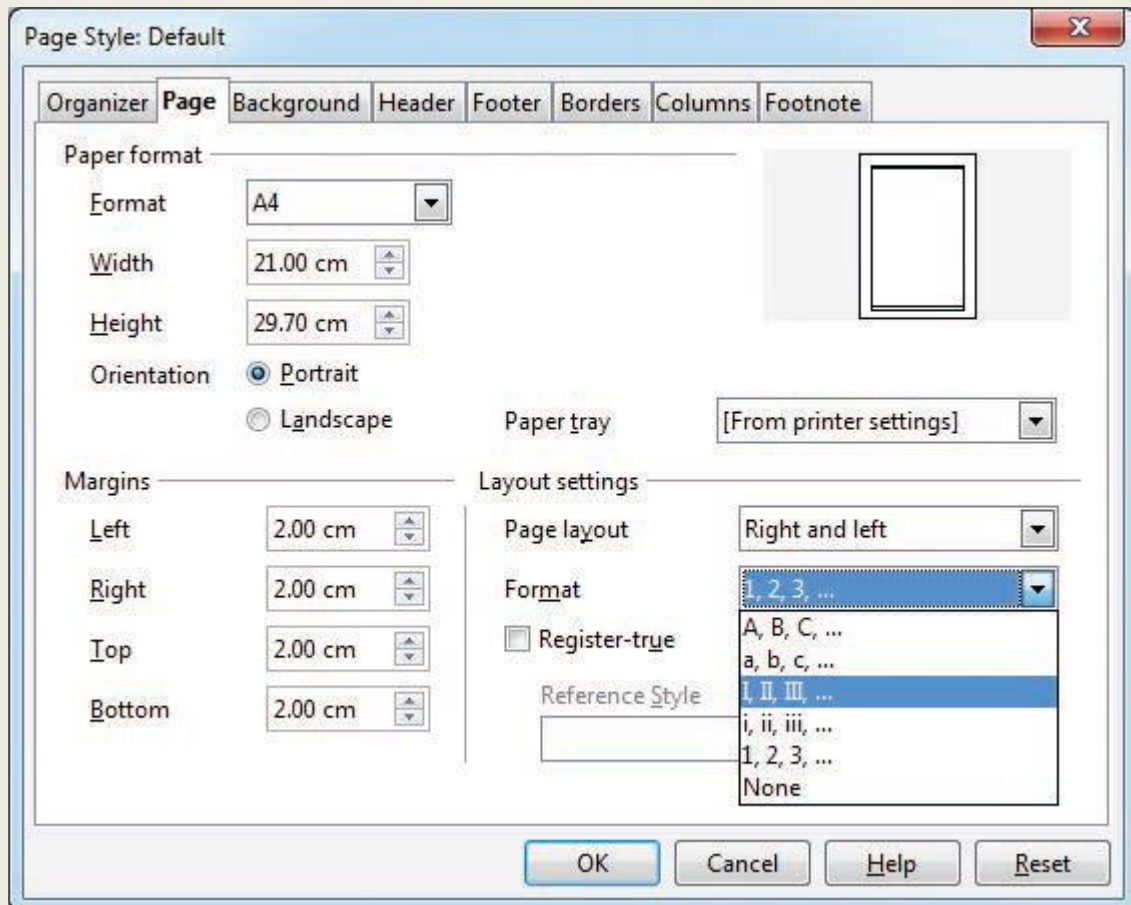 Page Style: Default
Organizer Page Background Header Footer Borders Columns Footnote
Paper format
Format A4
Width 21.00 cm
Height 29.70 cm
Orientation Portrait
Landscape Paper tray [From printer settings]
Margins Layout settings
Left 2.00 cm Page layout Right and left
Right 2.00 cm Format 1, 2, 3, ...
A, B, C, ...
Top 2.00 cm Register-true
a, b, c, ...
Reference Style I, II, III, ...
Bottom 2.00 cm i, ii, iii, ...
1, 2, 3, ...
None
OK Cancel Help Reset